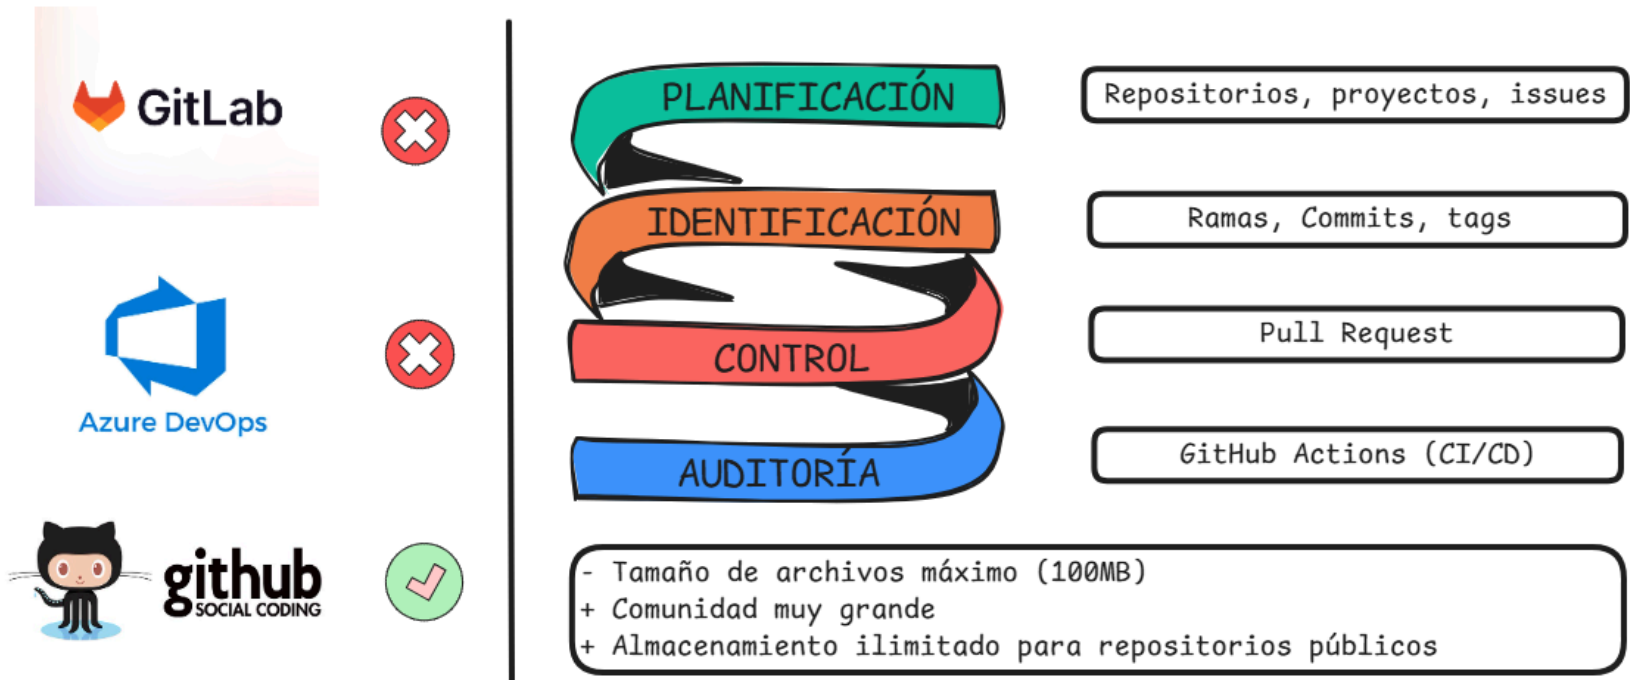 GitLab
Azure DevOps
github
SOCIAL CODING
PLANIFICACIÓN
Repositorios, proyectos, issues
IDENTIFICACIÓN
Ramas, Commits, tags
CONTROL
Pull Request
AUDITORÍA
GitHub Actions (CI/CD)
- Tamaño de archivos máximo (100MB)
+ Comunidad muy grande
+ Almacenamiento ilimitado para repositorios públicos